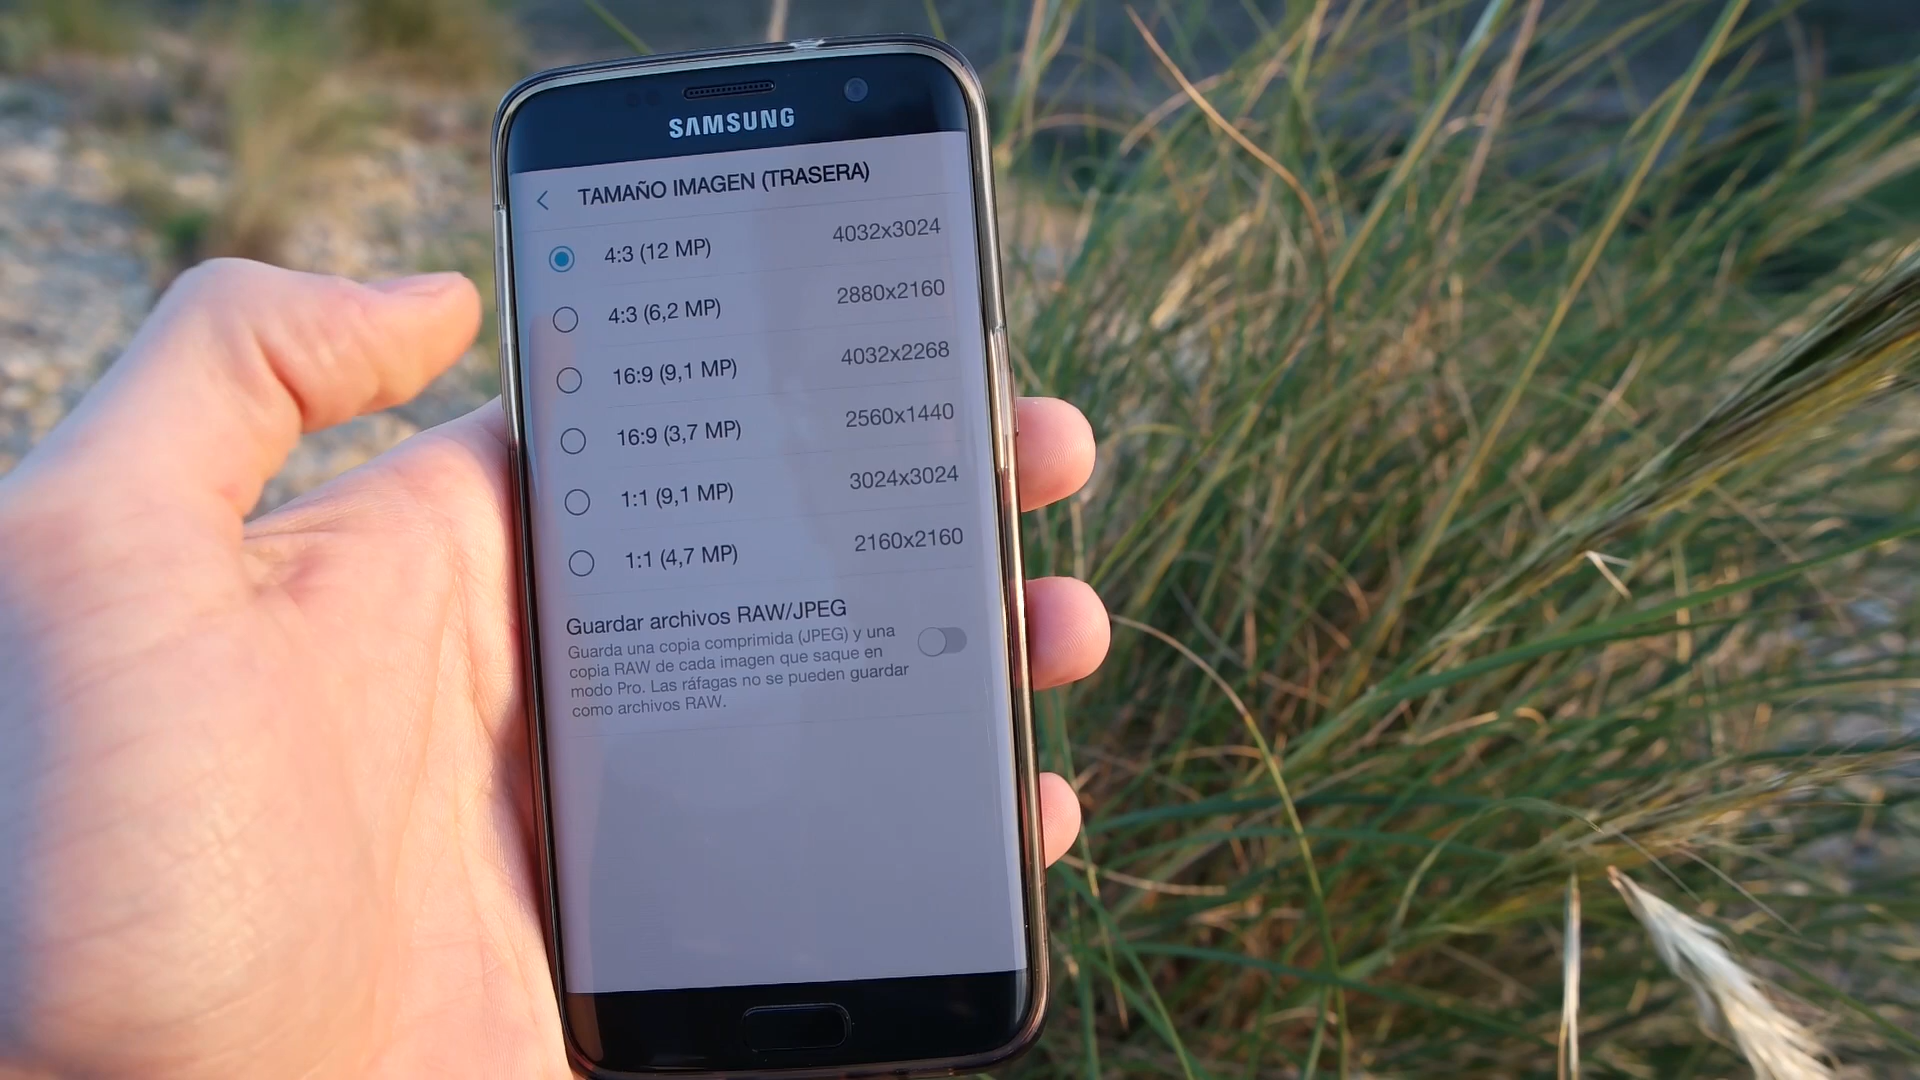 SAMSUNG
TAMAÑO IMAGEN (TRASERA)
4:3 (12 MP) 4032x3024
4:3 (6,2 MP) 2880x2160
16:9 (9,1 MP) 4032x2268
16:9 (3,7 MP) 2560x1440
1:1 (9,1 MP) 3024x3024
1:1 (4,7 MP) 2160x2160
Guardar archivos RAW/JPEG
Guarda una copia comprimida (JPEG) y una
copia RAW de cada imagen que saque en
modo Pro. Las ráfagas no se pueden guardar
como archivos RAW.